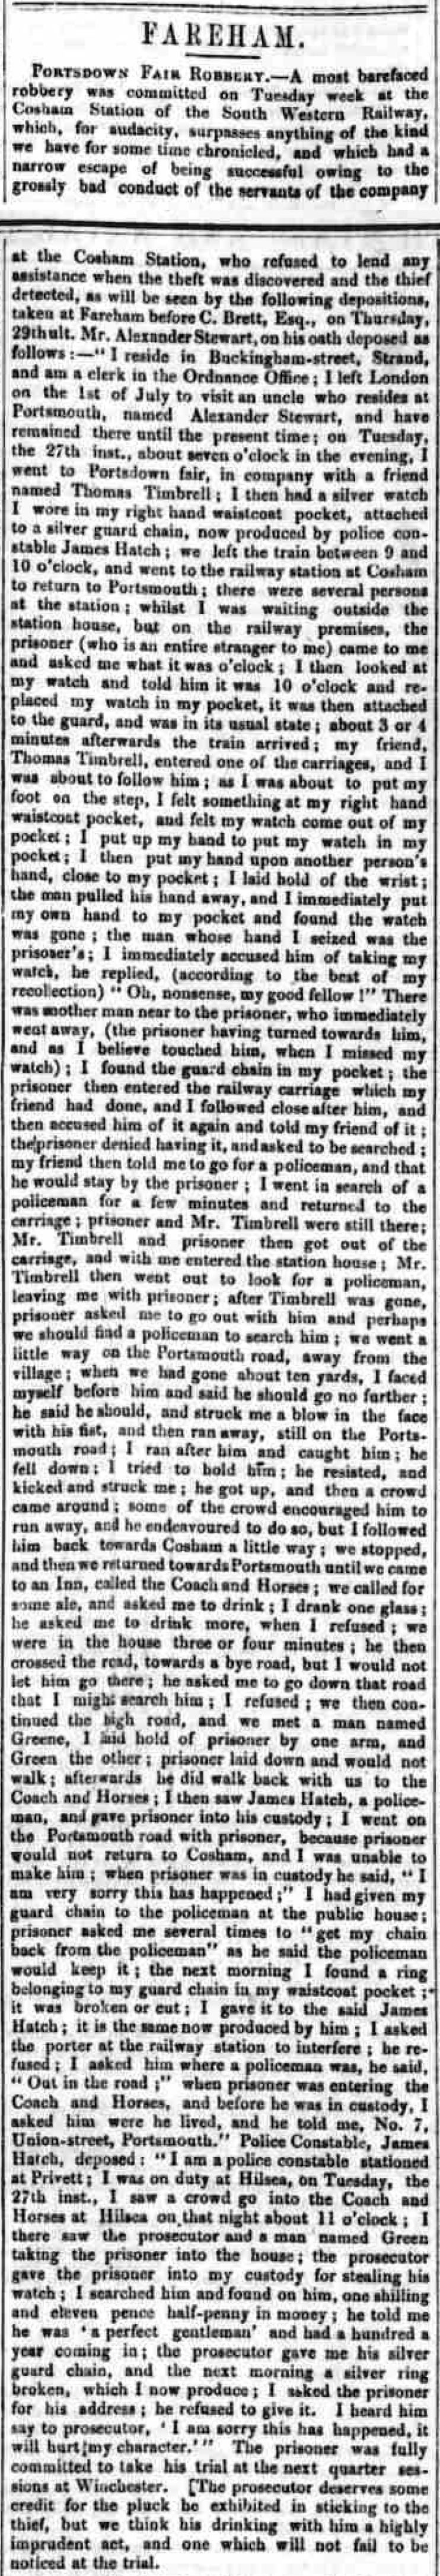 FAREHAM.
PORTSDOWN FAIR ROBBERY.—A most barefaced
robbery was committed on Tuesday week at the
Cosham Station of the South Western Railway,
which, for audacity, surpasses anything of the kind
we have for some time chronicled, and which had a
narrow escape of being successful owing to the
grossly bad conduct of the servants of the company
at the Cosham Station, who refused to lend any
assistance when the theft was discovered and the thief
detected, as will be seen by the following depositions,
taken at Fareham before C. Brett, Esq., on Thursday,
29th ult. Mr. Alexander Stewart, on his oath deposed as
follows:—"I reside in Buckingham-street, Strand,
and am a clerk in the Ordnance Office; I left London
on the 1st of July to visit an uncle who resides at
Portsmouth, named Alexander Stewart, and have
remained there until the present time; on Tuesday,
the 27th inst., about seven o'clock in the evening, I
went to Portsdown fair, in company with a friend
named Thomas Timbrell; I then had a silver watch
I wore in my right hand waistcoat pocket, attached
to a silver guard chain, now produced by police con-
stable James Hatch; we left the train between 9 and
10 o'clock, and went to the railway station at Cosham
to return to Portsmouth; there were several persons
at the station; whilst I was waiting outside the
station house, but on the railway premises, the
prisoner (who is an entire stranger to me) came to me
and asked me what it was o'clock; I then looked at
my watch and told him it was 10 o'clock and re-
placed my watch in my pocket, it was then attached
to the guard, and was in its usual state; about 3 or 4
minutes afterwards the train arrived; my friend,
Thomas Timbrell, entered one of the carriages, and I
was about to follow him; as I was about to put my
foot on the step, I felt something at my right hand
waistcoat pocket, and felt my watch come out of my
pocket; I put up my hand to put my watch in my
pocket; I then put my hand upon another person's
hand, close to my pocket; I laid hold of the wrist;
the man pulled his hand away, and I immediately put
my own hand to my pocket and found the watch
was gone; the man whose hand I seized was the
prisoner's; I immediately accused him of taking my
watch, he replied, (according to the best of my
recollection) "Oh, nonsense, my good fellow!" There
was another man near to the prisoner, who immediately
went away, (the prisoner having turned towards him,
and as I believe touched him, when I missed my
watch); I found the guard chain in my pocket; the
prisoner then entered the railway carriage which my
friend had done, and I followed close after him, and
then accused him of it again and told my friend of it;
the prisoner denied having it, and asked to be searched;
my friend then told me to go for a policeman, and that
he would stay by the prisoner; I went in search of a
policeman for a few minutes and returned to the
carriage; prisoner and Mr. Timbrell were still there;
Mr. Timbrell and prisoner then got out of the
carriage, and with me entered the station house; Mr.
Timbrell then went out to look for a policeman,
leaving me with prisoner; after Timbrell was gone,
prisoner asked me to go out with him and perhaps
we should find a policeman to search him; we went a
little way on the Portsmouth road, away from the
village; when we had gone about ten yards, I faced
myself before him and said he should go no further;
he said he should, and struck me a blow in the face
with his fist, and then ran away, still on the Ports-
mouth road; I ran after him and caught him; he
fell down; I tried to hold him; he resisted, and
kicked and struck me; he got up, and then a crowd
came around; some of the crowd encouraged him to
run away, and he endeavoured to do so, but I followed
him back towards Cosham a little way; we stopped,
and then we returned towards Portsmouth until we came
to an Inn, called the Coach and Horses; we called for
some ale, and asked me to drink; I drank one glass;
he asked me to drink more, when I refused; we
were in the house three or four minutes; he then
crossed the road, towards a bye road, but I would not
let him go there; he asked me to go down that road
that I might search him; I refused; we then con-
tinued the high road, and we met a man named
Greene, I laid hold of prisoner by one arm, and
Green the other; prisoner laid down and would not
walk; afterwards he did walk back with us to the
Coach and Horses; I then saw James Hatch, a police-
man, and gave prisoner into his custody; I went on
the Portsmouth road with prisoner, because prisoner
would not return to Cosham, and I was unable to
make him; when prisoner was in custody he said, "I
am very sorry this has happened;" I had given my
guard chain to the policeman at the public house;
prisoner asked me several times to "get my chain
back from the policeman" as he said the policeman
would keep it; the next morning I found a ring
belonging to my guard chain in my waistcoat pocket;
it was broken or cut; I gave it to the said James
Hatch; it is the same now produced by him; I asked
the porter at the railway station to interfere; he re-
fused; I asked him where a policeman was, he said,
"Out in the road;" when prisoner was entering the
Coach and Horses, and before he was in custody, I
asked him were he lived, and he told me, No. 7,
Union-street, Portsmouth." Police Constable, James
Hatch, deposed: "I am a police constable stationed
at Privett; I was on duty at Hilsea, on Tuesday, the
27th inst., I saw a crowd go into the Coach and
Horses at Hilsea on that night about 11 o'clock; I
there saw the prosecutor and a man named Green
taking the prisoner into the house; the prosecutor
gave the prisoner into my custody for stealing his
watch; I searched him and found on him, one shilling
and eleven pence half-penny in money; he told me
he was 'a perfect gentleman' and had a hundred a
year coming in; the prosecutor gave me his silver
guard chain, and the next morning a silver ring
broken, which I now produce; I asked the prisoner
for his address; he refused to give it. I heard him
say to prosecutor, 'I am sorry this has happened, it
will hurt my character.'" The prisoner was fully
committed to take his trial at the next quarter ses-
sions at Winchester. [The prosecutor deserves some
credit for the pluck he exhibited in sticking to the
thief, but we think his drinking with him a highly
imprudent act, and one which will not fail to be
noticed at the trial.